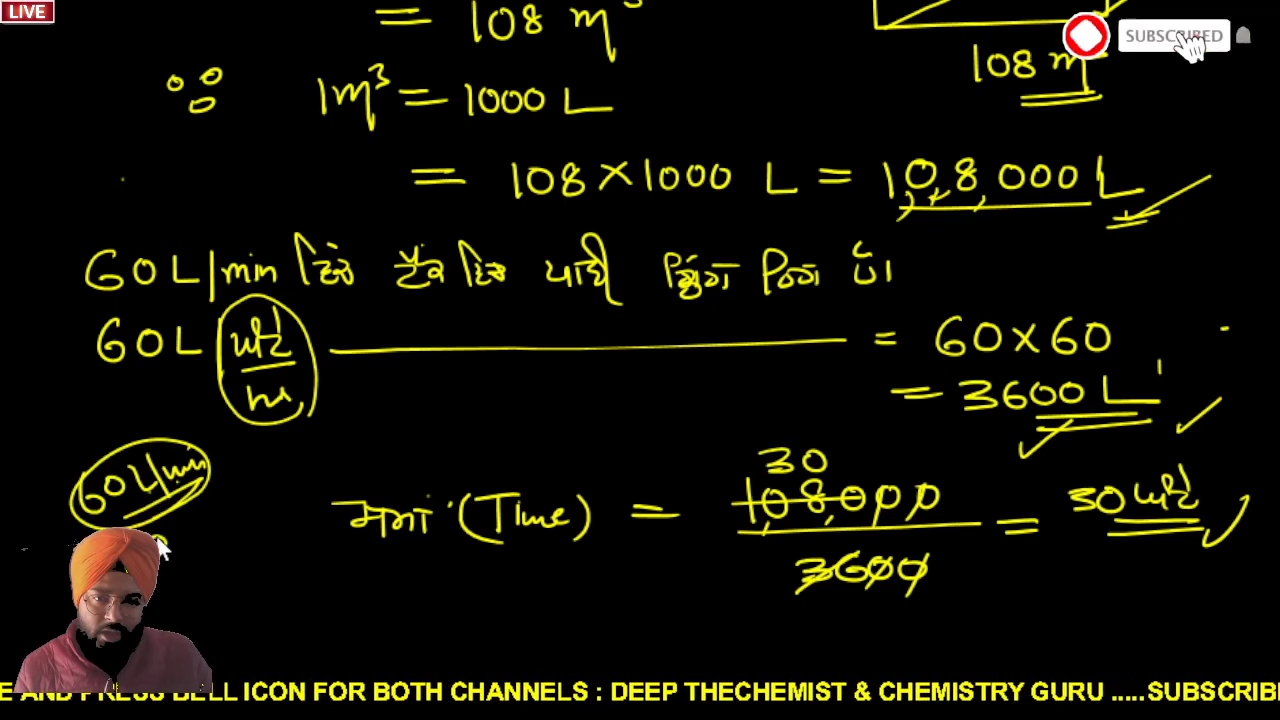 LIVE
= 108 m³
SUBSCRIBED
108 m³
∴ 1m³ = 1000 L
= 108 × 1000 L = 1,08,000 L
60 L/min ਪਾਣੀ
60 L ਘੰਟੇ/hr = 60 × 60
= 3600 L
60 L/min
ਸਮਾਂ (Time) = 1,08,000/3600 = 30 ਘੰਟੇ
30
E AND PRESS BELL ICON FOR BOTH CHANNELS : DEEP THECHEMIST & CHEMISTRY GURU .....SUBSCRIBE